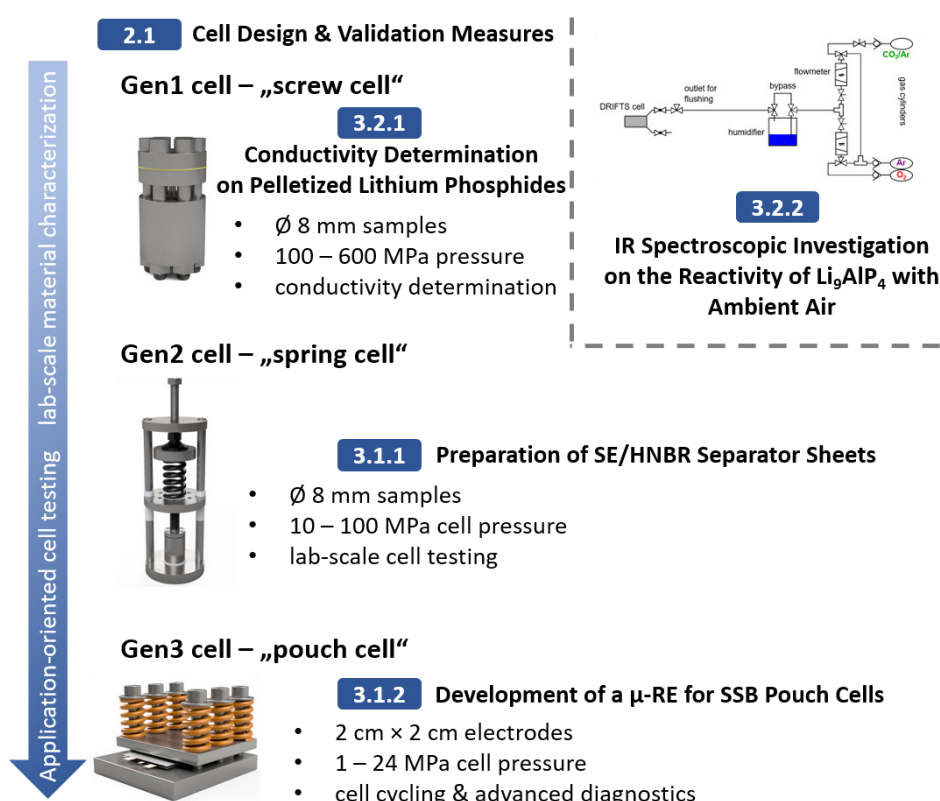 2.1 Cell Design & Validation Measures
Gen1 cell – „screw cell“
3.2.1
Conductivity Determination
on Pelletized Lithium Phosphides
• Ø 8 mm samples
• 100 – 600 MPa pressure
• conductivity determination
CO₂/Ar
flowmeter
gas cylinders
outlet for
flushing
bypass
DRIFTS cell
humidifier
Ar
O₂
3.2.2
IR Spectroscopic Investigation
on the Reactivity of Li₉AlP₄ with
Ambient Air
Gen2 cell – „spring cell“
3.1.1 Preparation of SE/HNBR Separator Sheets
• Ø 8 mm samples
• 10 – 100 MPa cell pressure
• lab-scale cell testing
Gen3 cell – „pouch cell“
3.1.2 Development of a µ-RE for SSB Pouch Cells
• 2 cm × 2 cm electrodes
• 1 – 24 MPa cell pressure
• cell cycling & advanced diagnostics
Application-oriented cell testing lab-scale material characterization